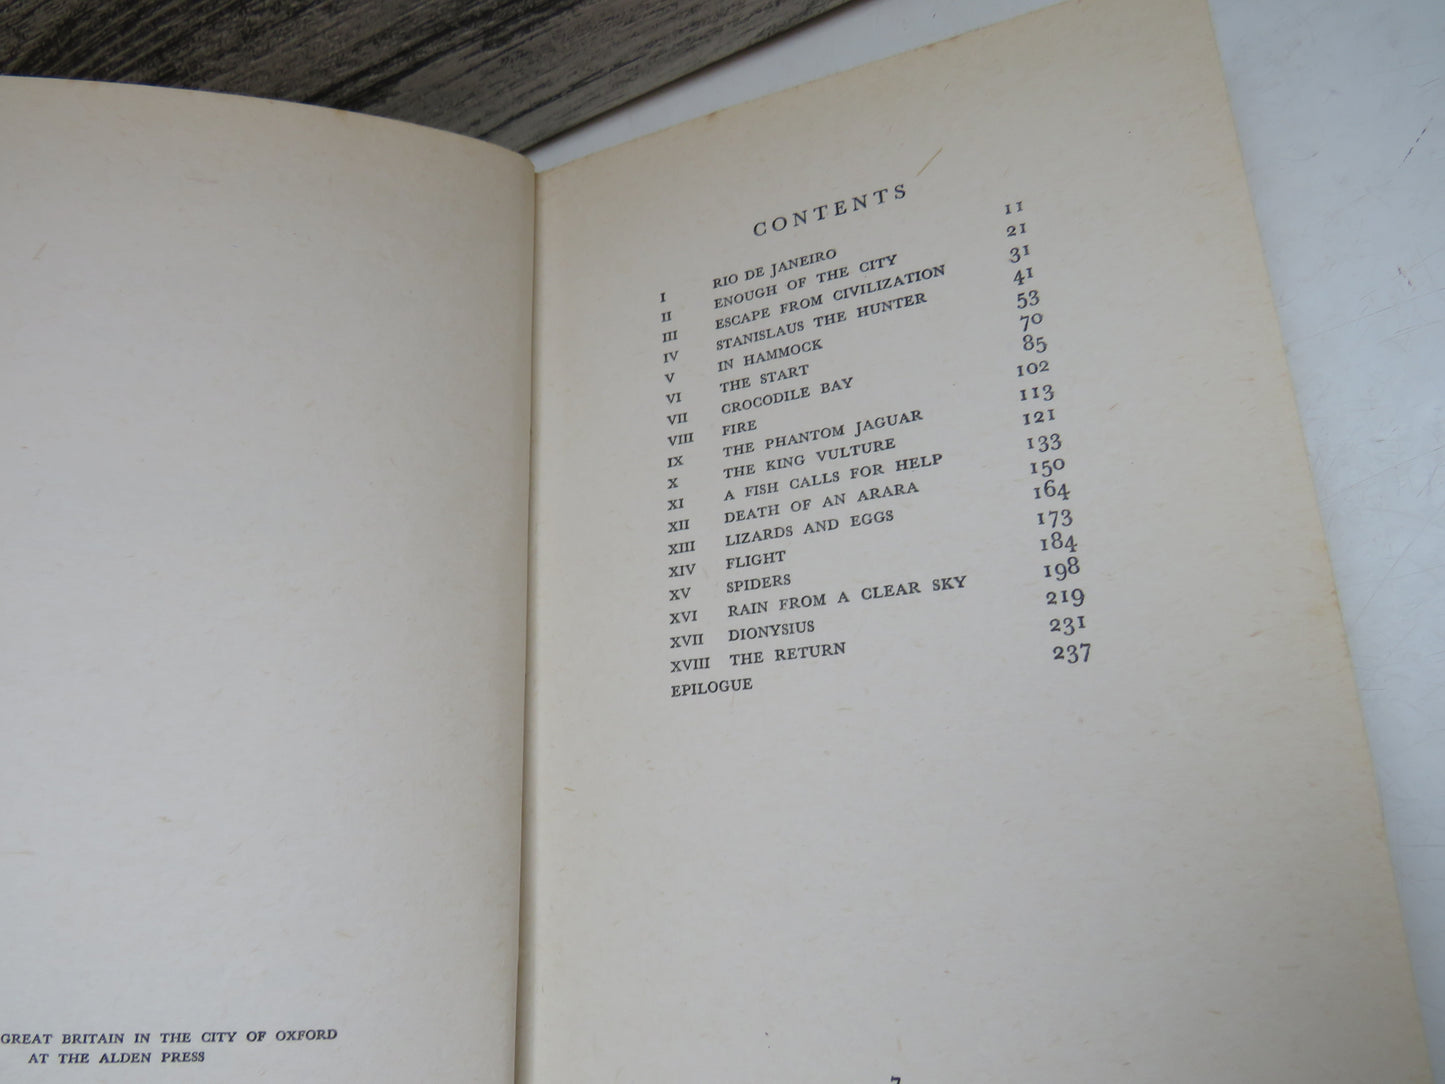 GREAT BRITAIN IN THE CITY OF OXFORD
AT THE ALDEN PRESS
CONTENTS
I RIO DE JANEIRO 11
II ENOUGH OF THE CITY 21
III ESCAPE FROM CIVILIZATION 31
IV STANISLAUS THE HUNTER 41
V IN HAMMOCK 53
VI THE START 70
VII CROCODILE BAY 85
VIII FIRE 102
IX THE PHANTOM JAGUAR 113
X THE KING VULTURE 121
XI A FISH CALLS FOR HELP 133
XII DEATH OF AN ARARA 150
XIII LIZARDS AND EGGS 164
XIV FLIGHT 173
XV SPIDERS 184
XVI RAIN FROM A CLEAR SKY 198
XVII DIONYSIUS 219
XVIII THE RETURN 231
EPILOGUE 237
7